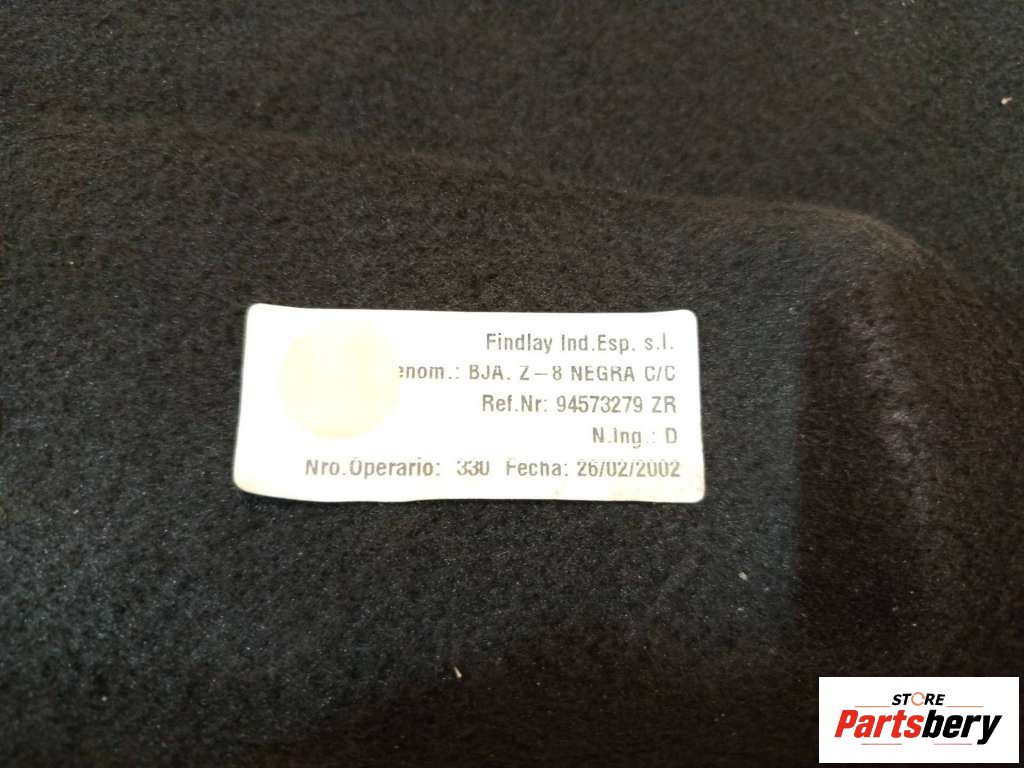 Findlay Ind.Esp. s.l.
enom.: BJA. Z-8 NEGRA C/C
Ref.Nr: 94573279 ZR
N.Ing.: D
Nro.Operario: 330 Fecha: 26/02/2002
STORE
Partsbery